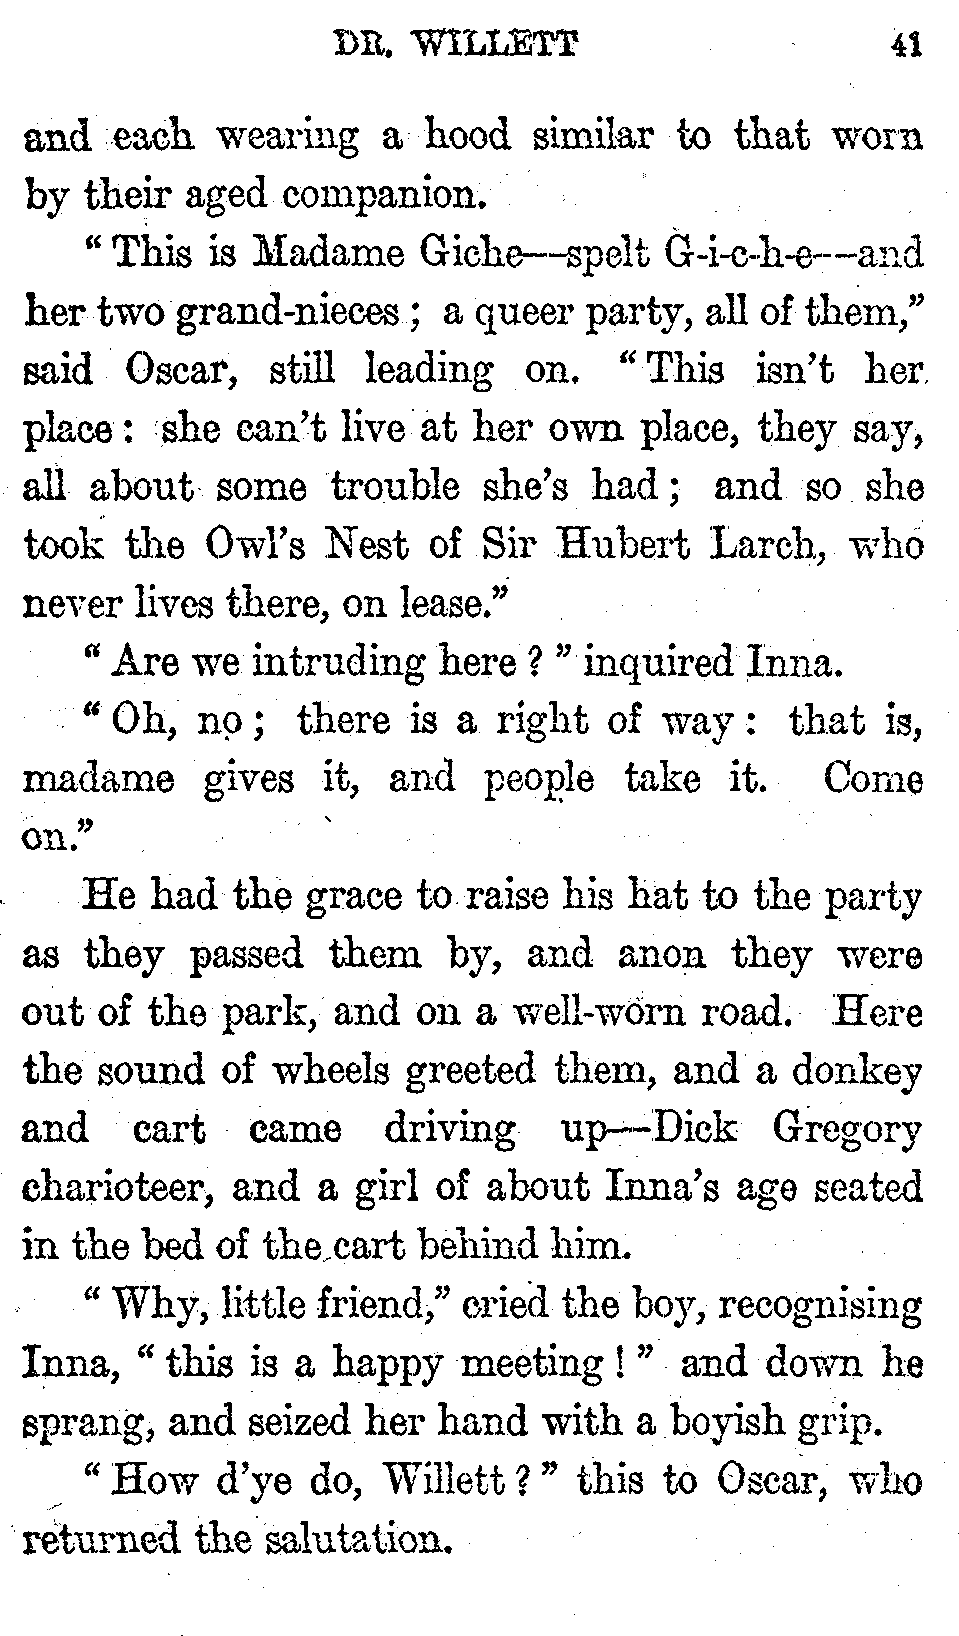 DR. WILLETT 41
and each wearing a hood similar to that worn
by their aged companion.
“ This is Madame Giche—spelt G-i-c-h-e—and
her two grand-nieces ; a queer party, all of them,”
said Oscar, still leading on. “ This isn’t her
place : she can’t live at her own place, they say,
all about some trouble she’s had ; and so she
took the Owl’s Nest of Sir Hubert Larch, who
never lives there, on lease.”
“ Are we intruding here ? ” inquired Inna.
“ Oh, no ; there is a right of way : that is,
madame gives it, and people take it. Come
on.”
He had the grace to raise his hat to the party
as they passed them by, and anon they were
out of the park, and on a well-worn road. Here
the sound of wheels greeted them, and a donkey
and cart came driving up—Dick Gregory
charioteer, and a girl of about Inna’s age seated
in the bed of the cart behind him.
“ Why, little friend,” cried the boy, recognising
Inna, “ this is a happy meeting ! ” and down he
sprang, and seized her hand with a boyish grip.
“ How d’ye do, Willett ? ” this to Oscar, who
returned the salutation.